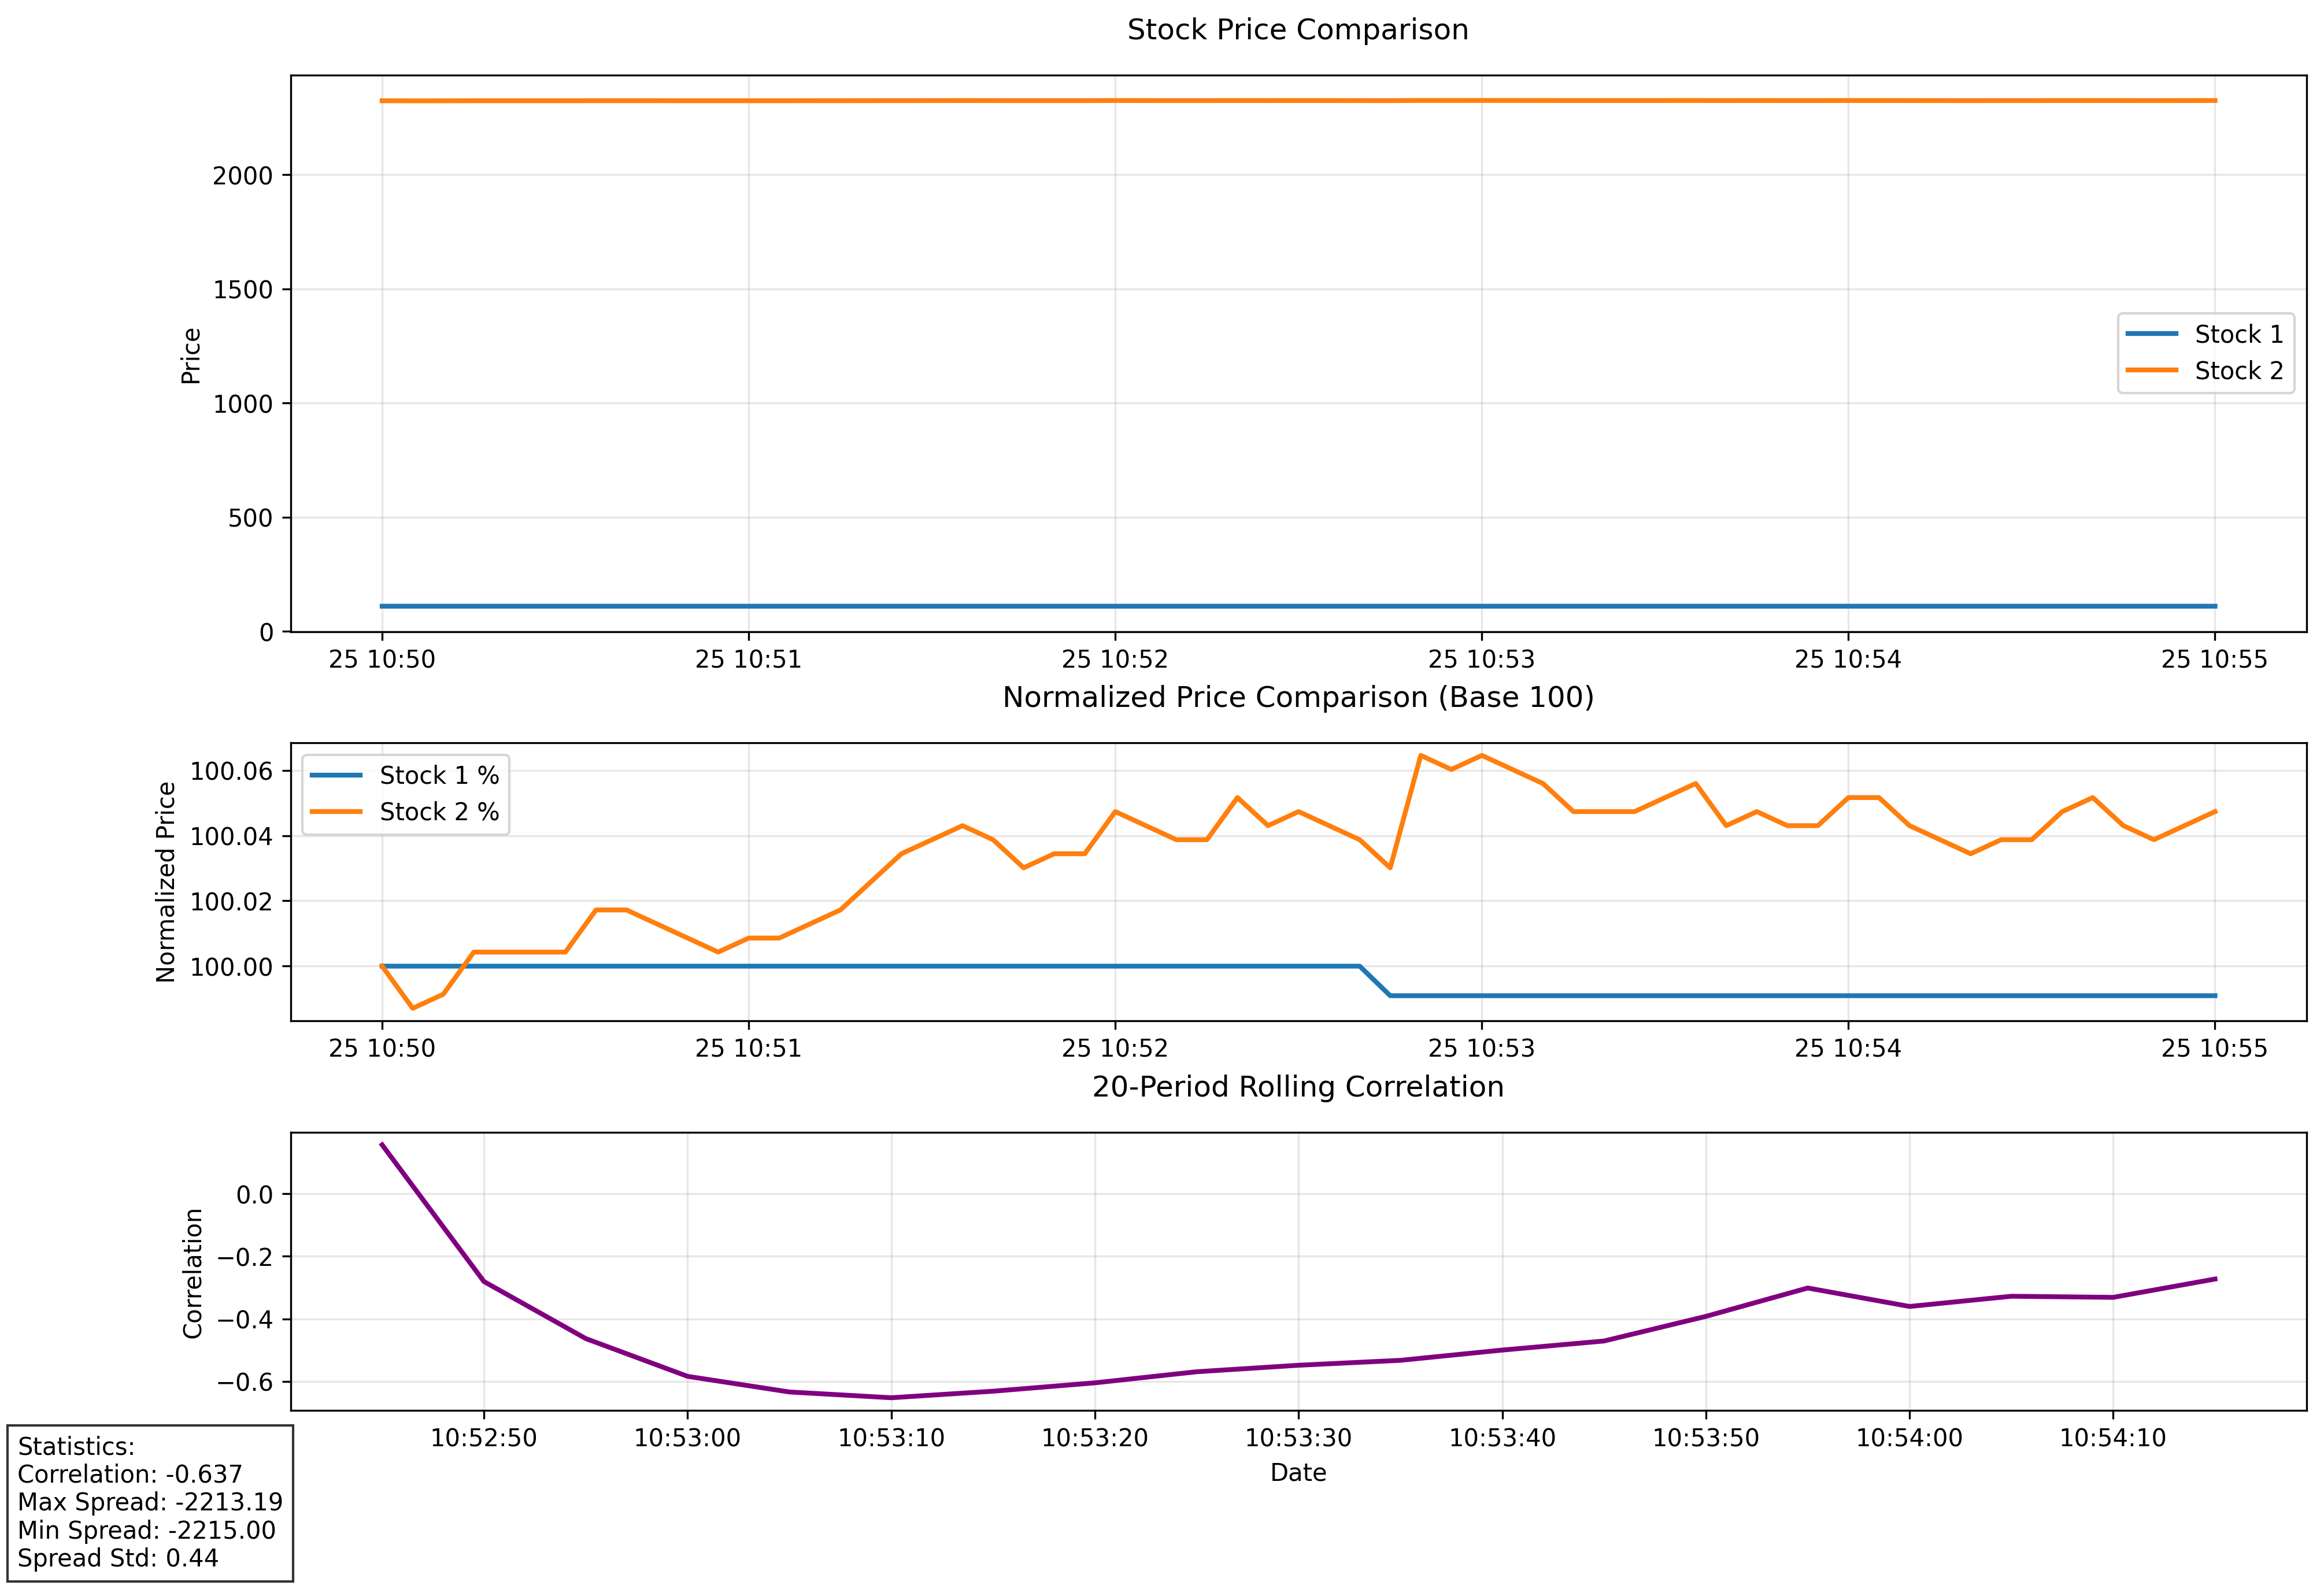 Stock Price Comparison
Price
2000
1500
1000
500
0
Stock 1
Stock 2
25 10:50
25 10:51
25 10:52
25 10:53
25 10:54
25 10:55
Normalized Price Comparison (Base 100)
Normalized Price
100.06
100.04
100.02
100.00
Stock 1 %
Stock 2 %
25 10:50
25 10:51
25 10:52
25 10:53
25 10:54
25 10:55
20-Period Rolling Correlation
Correlation
0.0
−0.2
−0.4
−0.6
10:52:50
10:53:00
10:53:10
10:53:20
10:53:30
10:53:40
10:53:50
10:54:00
10:54:10
Date
Statistics:
Correlation: -0.637
Max Spread: -2213.19
Min Spread: -2215.00
Spread Std: 0.44